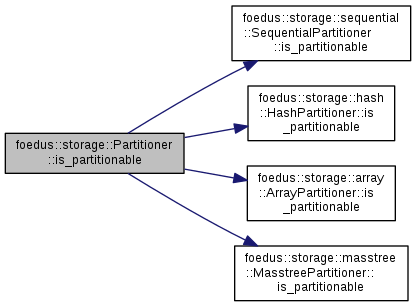 foedus::storage::sequential
::SequentialPartitioner
::is_partitionable
foedus::storage::hash
::HashPartitioner::is
_partitionable
foedus::storage::Partitioner
::is_partitionable
foedus::storage::array
::ArrayPartitioner::is
_partitionable
foedus::storage::masstree
::MasstreePartitioner::
is_partitionable